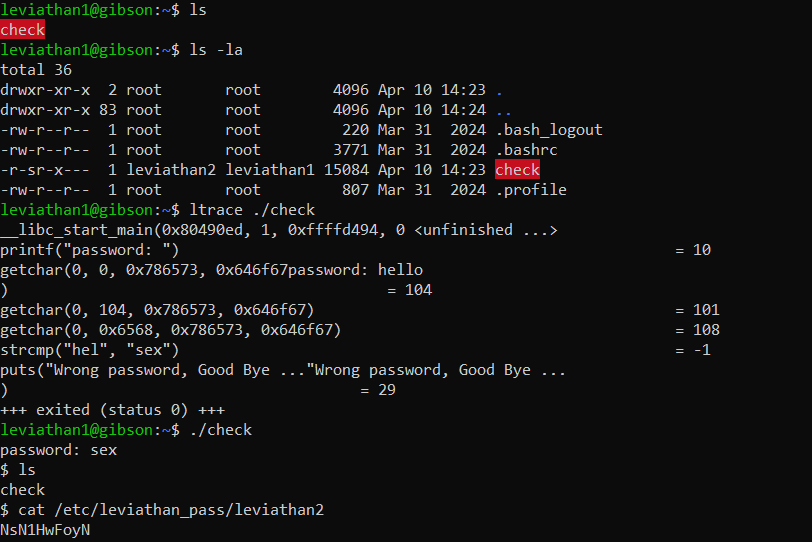 leviathan1@gibson:~$ ls
check
leviathan1@gibson:~$ ls -la
total 36
drwxr-xr-x  2 root       root        4096 Apr 10 14:23 .
drwxr-xr-x 83 root       root        4096 Apr 10 14:24 ..
-rw-r--r--  1 root       root         220 Mar 31  2024 .bash_logout
-rw-r--r--  1 root       root        3771 Mar 31  2024 .bashrc
-r-sr-x---  1 leviathan2 leviathan1 15084 Apr 10 14:23 check
-rw-r--r--  1 root       root         807 Mar 31  2024 .profile
leviathan1@gibson:~$ ltrace ./check
__libc_start_main(0x80490ed, 1, 0xffffd494, 0 <unfinished ...>
printf("password: ")                                                    = 10
getchar(0, 0, 0x786573, 0x646f67password: hello
)                                       = 104
getchar(0, 104, 0x786573, 0x646f67)                                     = 101
getchar(0, 0x6568, 0x786573, 0x646f67)                                  = 108
strcmp("hel", "sex")                                                    = -1
puts("Wrong password, Good Bye ..."Wrong password, Good Bye ...
)                                    = 29
+++ exited (status 0) +++
leviathan1@gibson:~$ ./check
password: sex
$ ls
check
$ cat /etc/leviathan_pass/leviathan2
NsN1HwFoyN